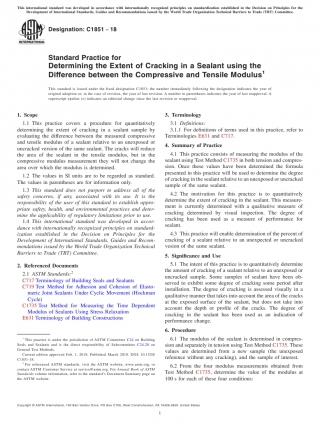 This international standard was developed in accordance with internationally recognized principles on standardization established in the Decision on Principles for the
Development of International Standards, Guides and Recommendations issued by the World Trade Organization Technical Barriers to Trade (TBT) Committee.
Designation: C1851 − 18
Standard Practice for
Determining the Extent of Cracking in a Sealant using the
Difference between the Compressive and Tensile Modulus1
This standard is issued under the fixed designation C1851; the number immediately following the designation indicates the year of
original adoption or, in the case of revision, the year of last revision. A number in parentheses indicates the year of last reapproval. A
superscript epsilon (ε) indicates an editorial change since the last revision or reapproval.
1. Scope
1.1 This practice covers a procedure for quantitatively
determining the extent of cracking in a sealant sample by
evaluating the difference between the measured compressive
and tensile modulus of a sealant relative to an unexposed or
uncracked version of the same sealant. The cracks will reduce
the area of the sealant in the tensile modulus, but in the
compressive modulus measurement they will not change the
area over which the modulus is determined.
1.2 The values in SI units are to be regarded as standard.
The values in parentheses are for information only.
1.3 This standard does not purport to address all of the
safety concerns, if any, associated with its use. It is the
responsibility of the user of this standard to establish appro-
priate safety, health, and environmental practices and deter-
mine the applicability of regulatory limitations prior to use.
1.4 This international standard was developed in accor-
dance with internationally recognized principles on standard-
ization established in the Decision on Principles for the
Development of International Standards, Guides and Recom-
mendations issued by the World Trade Organization Technical
Barriers to Trade (TBT) Committee.
2. Referenced Documents
2.1 ASTM Standards:2
C717 Terminology of Building Seals and Sealants
C719 Test Method for Adhesion and Cohesion of Elasto-
meric Joint Sealants Under Cyclic Movement (Hockman
Cycle)
C1735 Test Method for Measuring the Time Dependent
Modulus of Sealants Using Stress Relaxation
E631 Terminology of Building Constructions
1 This practice is under the jurisdiction of ASTM Committee C24 on Building
Seals and Sealants and is the direct responsibility of Subcommittee C24.20 on
General Test Methods.
Current edition approved Feb. 1, 2018. Published March 2018. DOI: 10.1520/
C1851-18.
2 For referenced ASTM standards, visit the ASTM website, www.astm.org, or
contact ASTM Customer Service at service@astm.org. For Annual Book of ASTM
Standards volume information, refer to the standard's Document Summary page on
the ASTM website.
3. Terminology
3.1 Definitions:
3.1.1 For definitions of terms used in this practice, refer to
Terminologies E631 and C717.
4. Summary of Practice
4.1 This practice consists of measuring the modulus of the
sealant using Test Method C1735 in both tension and compres-
sion. Once these values have been determined the formula
presented in this practice will be used to determine the degree
of cracking in the sealant relative to an unexposed or uncracked
sample of the same sealant.
4.2 The motivation for this practice is to quantitatively
determine the extent of cracking in the sealant. This measure-
ment is currently determined with a qualitative measure of
cracking determined by visual inspection. The degree of
cracking has been used as a measure of performance for
sealant.
4.3 This practice will enable determination of the percent of
cracking of a sealant relative to an unexposed or uncracked
version of the same sealant.
5. Significance and Use
5.1 The intent of this practice is to quantitatively determine
the amount of cracking of a sealant relative to an unexposed or
uncracked sample. Some samples of sealant have been ob-
served to exhibit some degree of cracking some period after
installation. The degree of cracking is assessed visually in a
qualitative manner that takes into account the area of the cracks
at the exposed surface of the sealant, but does not take into
account the depth or profile of the cracks. The degree of
cracking in the sealant has been used as an indication of
performance change.
6. Procedure
6.1 The modulus of the sealant is determined in compres-
sion and separately in tension using Test Method C1735. These
values are determined from a new sample (the unexposed
reference without any cracking), and the sample of interest.
6.2 From the four modulus measurements obtained from
Test Method C1735, determine the value of the modulus at
100 s for each of these four conditions:
Copyright © ASTM International, 100 Barr Harbor Drive, PO Box C700, West Conshohocken, PA 19428-2959. United States
1